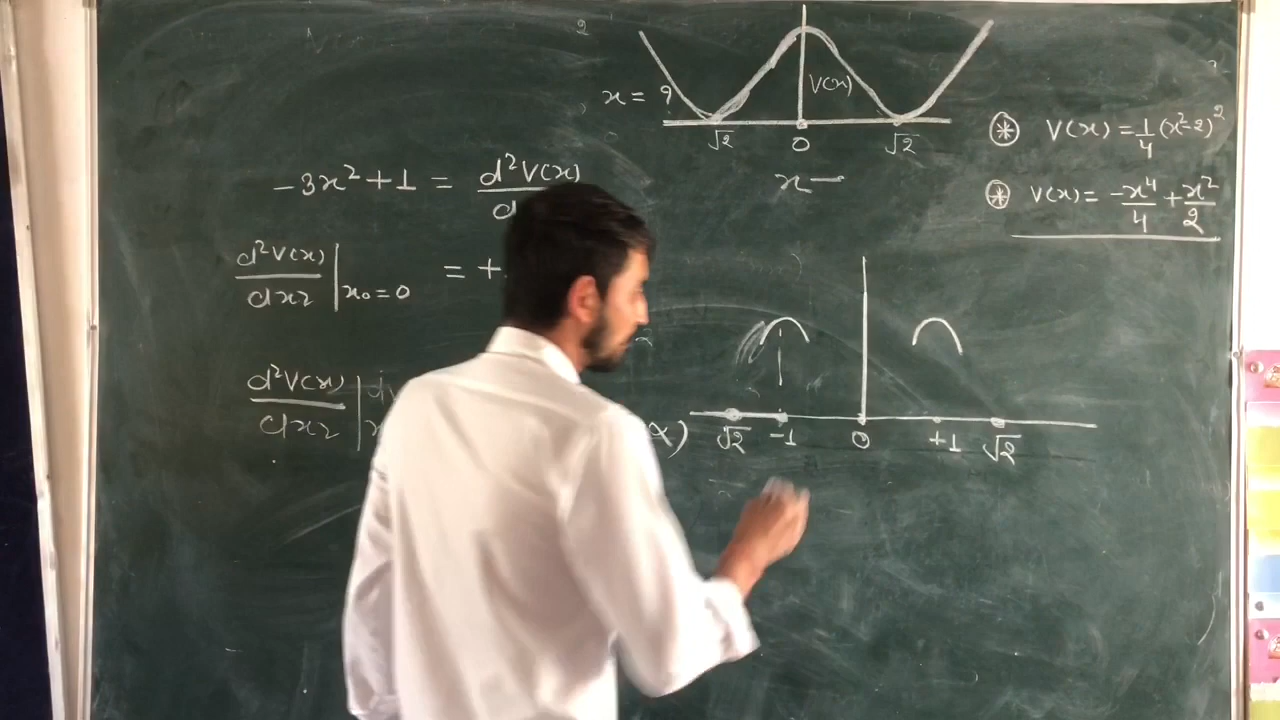 2
V(x)
x = ?
√2
0
√2
x —
⊛ V(x) = 1/4 (x²-2)²
⊛ V(x) = -x⁴/4 + x²/2
-3x²+1 = d²V(x)/d
d²V(x)/dx2 |x₀=0 = +
d²V(x)/dx2 |x
α)
√2 -1 0 +1 √2